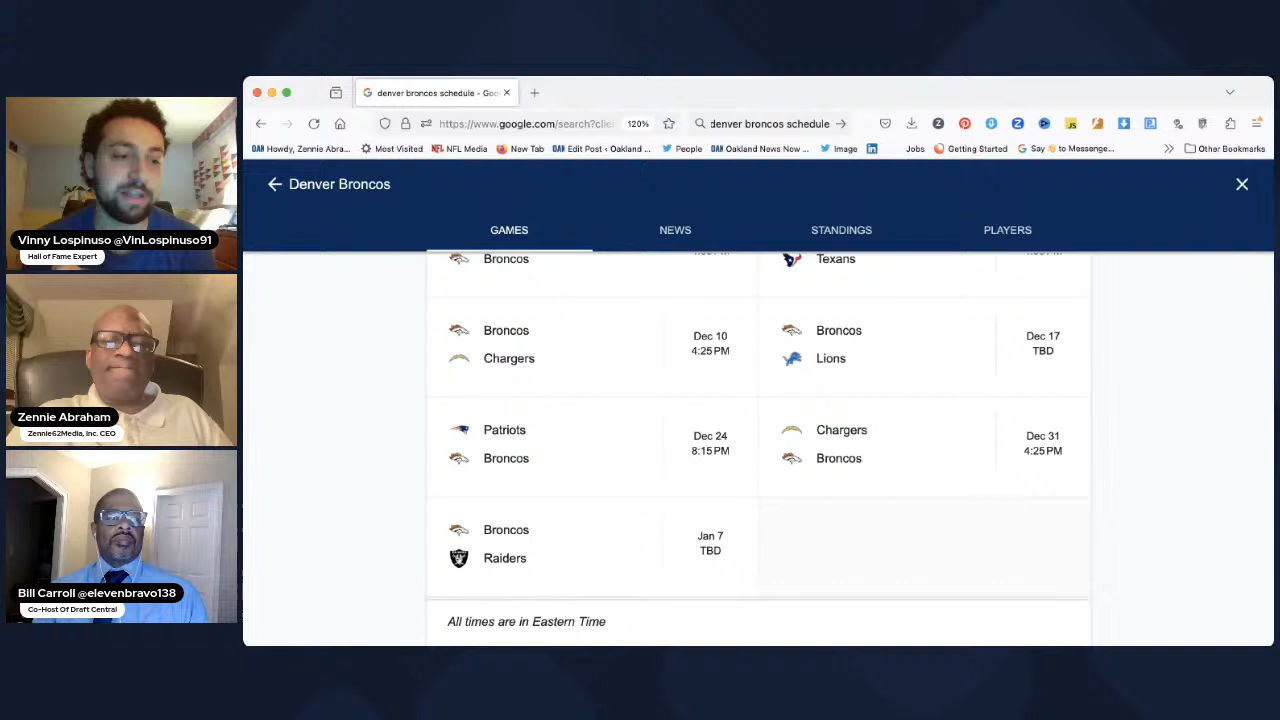 denver broncos schedule - Goo
https://www.google.com/search?clie
120%
denver broncos schedule
Howdy, Zennie Abra...
Most Visited
NFL Media
New Tab
Edit Post ‹ Oakland ...
People
Oakland News Now ...
Image
Jobs
Getting Started
Say 👋 to Messenge...
Other Bookmarks
Denver Broncos
GAMES
NEWS
STANDINGS
PLAYERS
Broncos
Texans
Broncos
Chargers
Dec 10
4:25 PM
Broncos
Lions
Dec 17
TBD
Patriots
Broncos
Dec 24
8:15 PM
Chargers
Broncos
Dec 31
4:25 PM
Broncos
Raiders
Jan 7
TBD
All times are in Eastern Time
Vinny Lospinuso @VinLospinuso91
Hall of Fame Expert
Zennie Abraham
Zennie62Media, Inc. CEO
Bill Carroll @elevenbravo138
Co-Host Of Draft Central